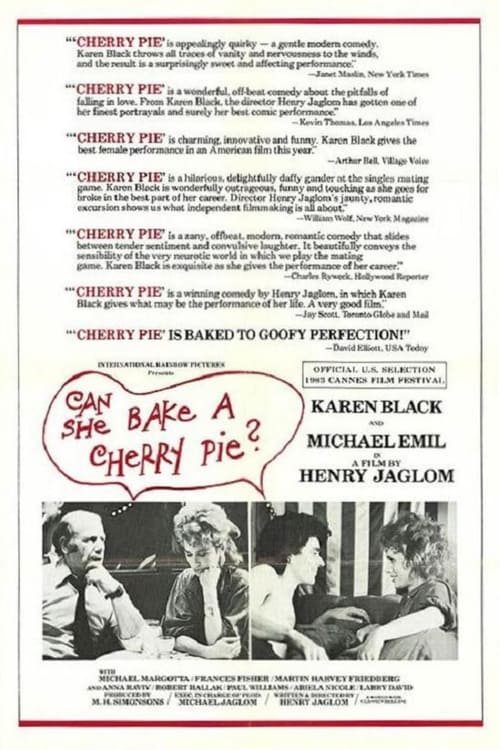 "'CHERRY PIE' is appealingly quirky — a gentle modern comedy.
Karen Black throws all traces of vanity and nervousness to the winds,
and the result is a surprisingly sweet and affecting performance."
—Janet Maslin, New York Times
"'CHERRY PIE' is a wonderful, off-beat comedy about the pitfalls of
falling in love. From Karen Black, the director Henry Jaglom has gotten one of
her finest portrayals and surely her best comic performance."
—Kevin Thomas, Los Angeles Times
"'CHERRY PIE' is charming, innovative and funny. Karen Black gives the
best female performance in an American film this year."
—Arthur Bell, Village Voice
"'CHERRY PIE' is a hilarious, delightfully daffy gander at the singles mating
game. Karen Black is wonderfully outrageous, funny and touching as she goes for
broke in the best part of her career. Director Henry Jaglom's jaunty, romantic
excursion shows us what independent filmmaking is all about."
—William Wolf, New York Magazine
"'CHERRY PIE' is a zany, offbeat, modern, romantic comedy that slides
between tender sentiment and convulsive laughter. It beautifully conveys the
sensibility of the very neurotic world in which we play the mating
game. Karen Black is exquisite as she gives the performance of her career."
—Charles Ryweck, Hollywood Reporter
"'CHERRY PIE' is a winning comedy by Henry Jaglom, in which Karen
Black gives what may be the performance of her life. A very good film."
—Jay Scott, Toronto Globe and Mail
"'CHERRY PIE' IS BAKED TO GOOFY PERFECTION!"
—David Elliott, USA Today
INTERNATIONAL RAINBOW PICTURES
Presents
CAN
SHE BAKE A
CHERRY PIE?
OFFICIAL U.S. SELECTION
1983 CANNES FILM FESTIVAL
KAREN BLACK
AND
MICHAEL EMIL
IN
A FILM BY
HENRY JAGLOM
WITH
MICHAEL MARGOTTA / FRANCES FISHER / MARTIN HARVEY FRIEDBERG
AND ANNA RAVIV / ROBERT HALLAK / PAUL WILLIAMS / ARIELA NICOLE / LARRY DAVID
PRODUCED BY
M. H. SIMONSONS
EXEC. IN CHARGE OF PROD.
MICHAEL JAGLOM
WRITTEN & DIRECTED BY
HENRY JAGLOM